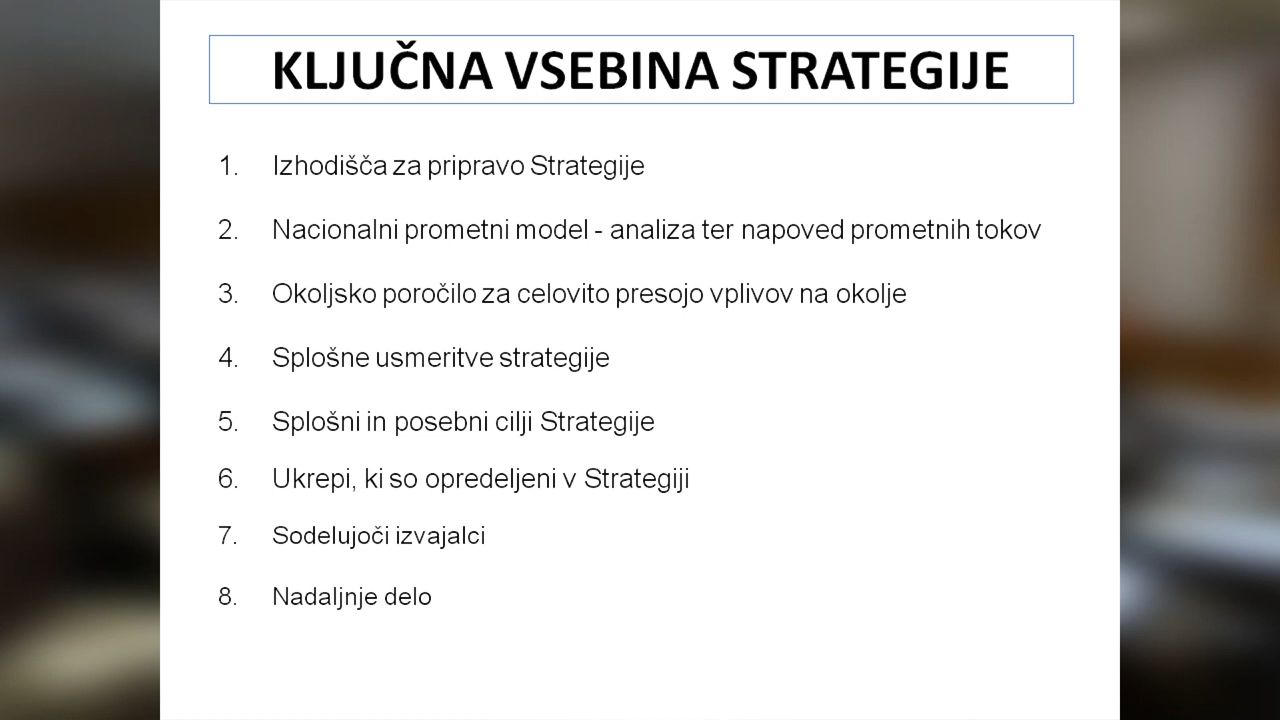 KLJUČNA VSEBINA STRATEGIJE
1. Izhodišča za pripravo Strategije
2. Nacionalni prometni model - analiza ter napoved prometnih tokov
3. Okoljsko poročilo za celovito presojo vplivov na okolje
4. Splošne usmeritve strategije
5. Splošni in posebni cilji Strategije
6. Ukrepi, ki so opredeljeni v Strategiji
7. Sodelujoči izvajalci
8. Nadaljnje delo